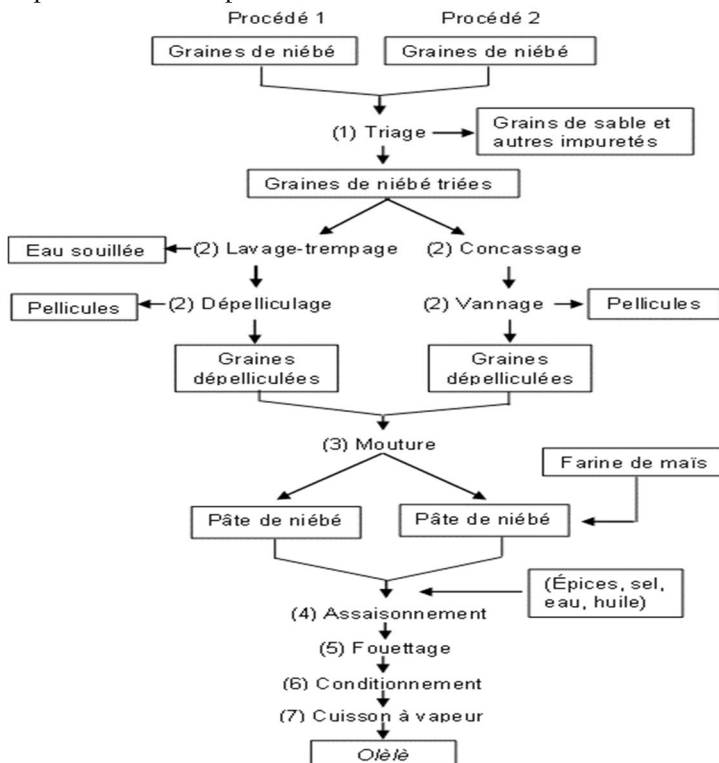 Procédé 1 Procédé 2
Graines de niébé Graines de niébé
(1) Triage
Grains de sable et
autres impuretés
Graines de niébé triées
Eau souillée (2) Lavage-trempage (2) Concassage
Pellicules (2) Dépelliculage (2) Vannage Pellicules
Graines
dépelliculées
Graines
dépelliculées
(3) Mouture
Farine de maïs
Pâte de niébé Pâte de niébé
(Épices, sel,
eau, huile)
(4) Assaisonnement
(5) Fouettage
(6) Conditionnement
(7) Cuisson à vapeur
Olèlè